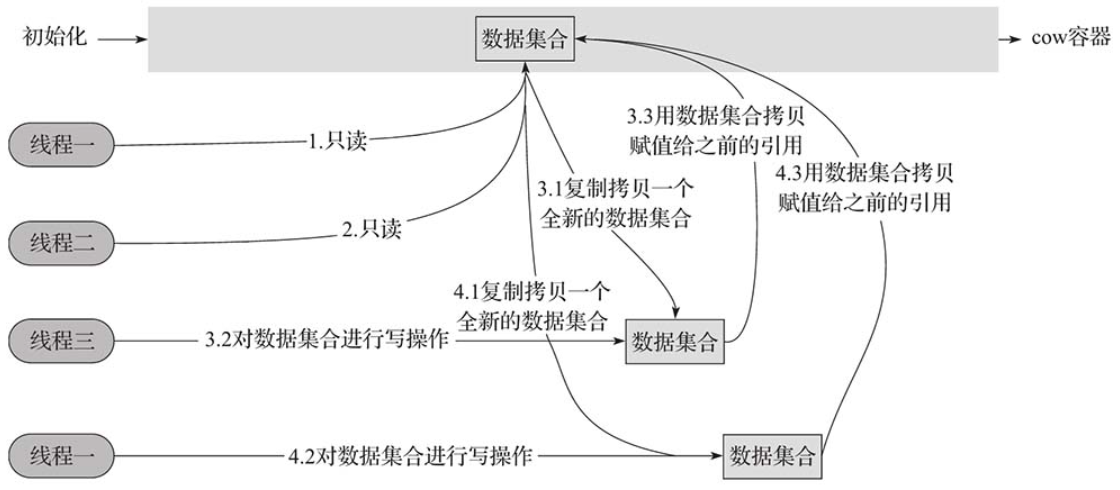 初始化
数据集合
cow容器
线程一
1.只读
3.3用数据集合拷贝
赋值给之前的引用
4.3用数据集合拷贝
赋值给之前的引用
3.1复制拷贝一个
全新的数据集合
线程二
2.只读
4.1复制拷贝一个
全新的数据集合
线程三
3.2对数据集合进行写操作
数据集合
线程一
4.2对数据集合进行写操作
数据集合